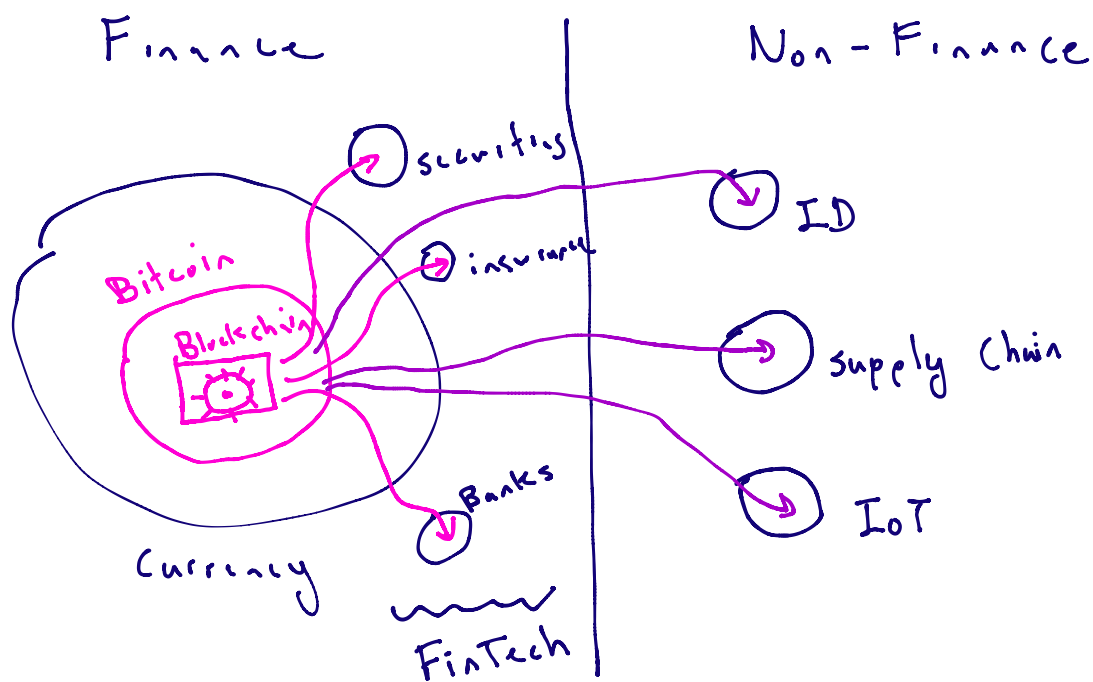 Finance
Non-Finance
securities
ID
insurance
Bitcoin
Blockchain
supply Chain
Banks
IoT
Currency
FinTech